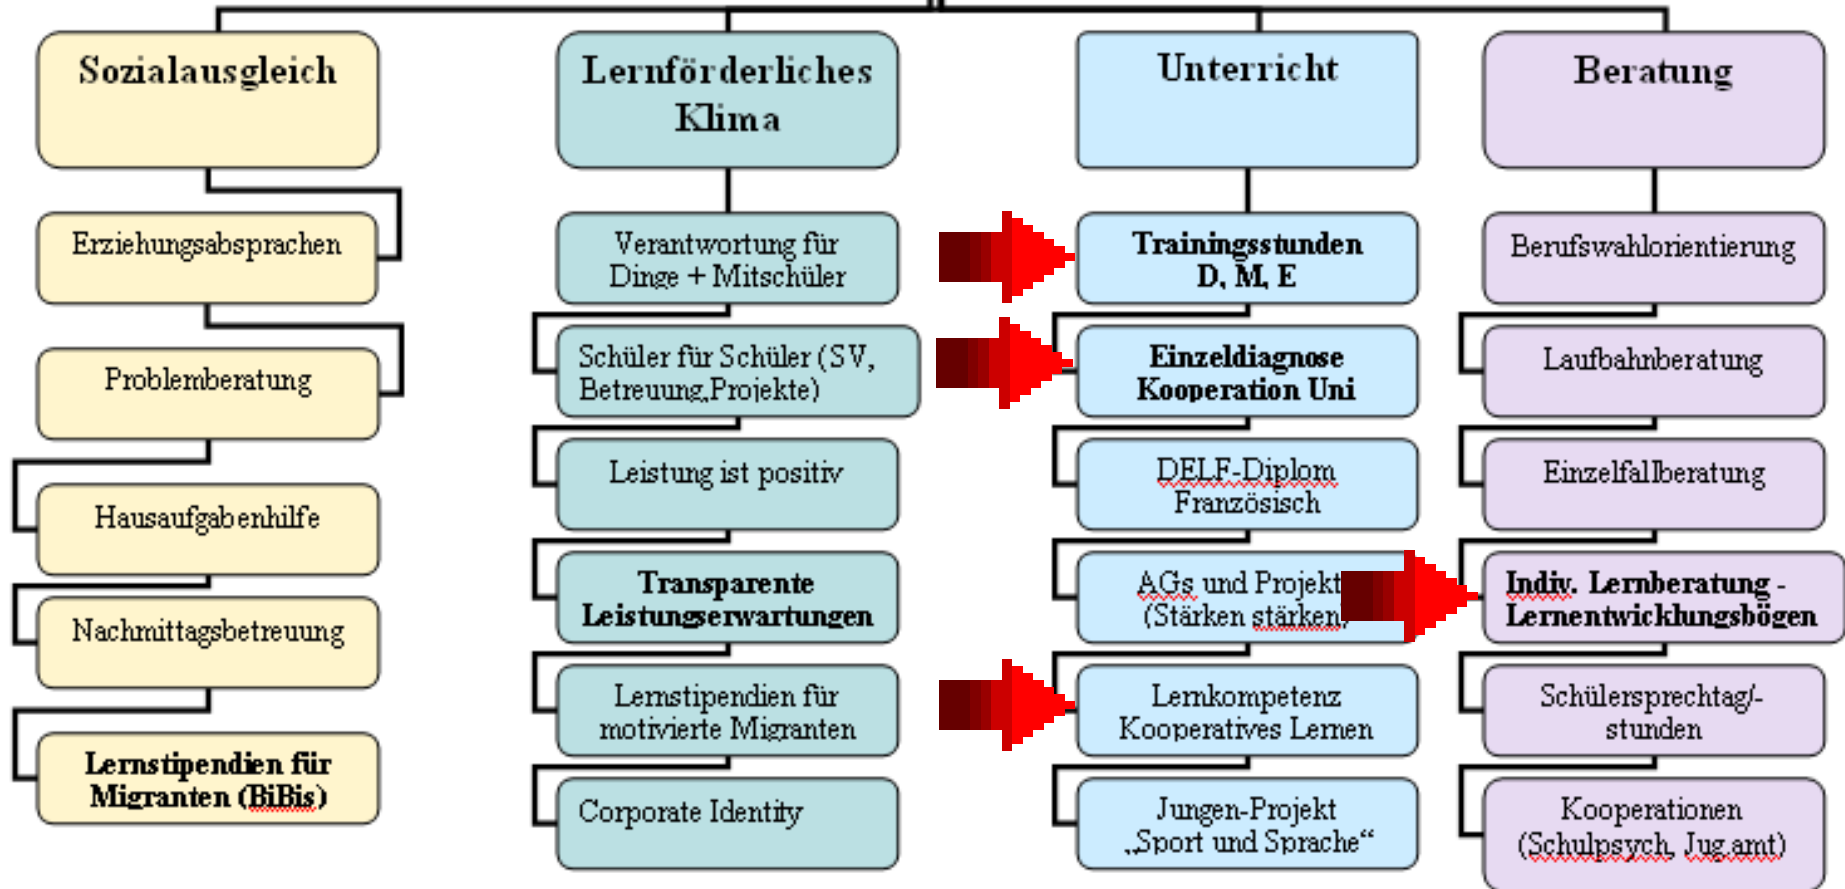 Sozialausgleich
Erziehungsabsprachen
Problemberatung
Hausaufgabenhilfe
Nachmittagsbetreuung
Lernstipendien für
Migranten (BiBis)
Lernförderliches
Klima
Verantwortung für
Dinge + Mitschüler
Schüler für Schüler (SV,
Betreuung,Projekte)
Leistung ist positiv
Transparente
Leistungserwartungen
Lernstipendien für
motivierte Migranten
Corporate Identity
Unterricht
Trainingsstunden
D, M, E
Einzeldiagnose
Kooperation Uni
DELF-Diplom
Französisch
AGs und Projekt
(Stärken stärken)
Lernkompetenz
Kooperatives Lernen
Jungen-Projekt
„Sport und Sprache“
Beratung
Berufswahlorientierung
Laufbahnberatung
Einzelfallberatung
Indiv. Lernberatung -
Lernentwicklungsbögen
Schülersprechtag/-
stunden
Kooperationen
(Schulpsych, Jug.amt)